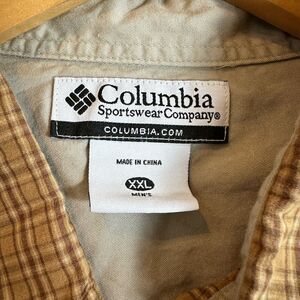 Columbia
Sportswear Company®
COLUMBIA.COM
MADE IN CHINA
XXL
MEN'S